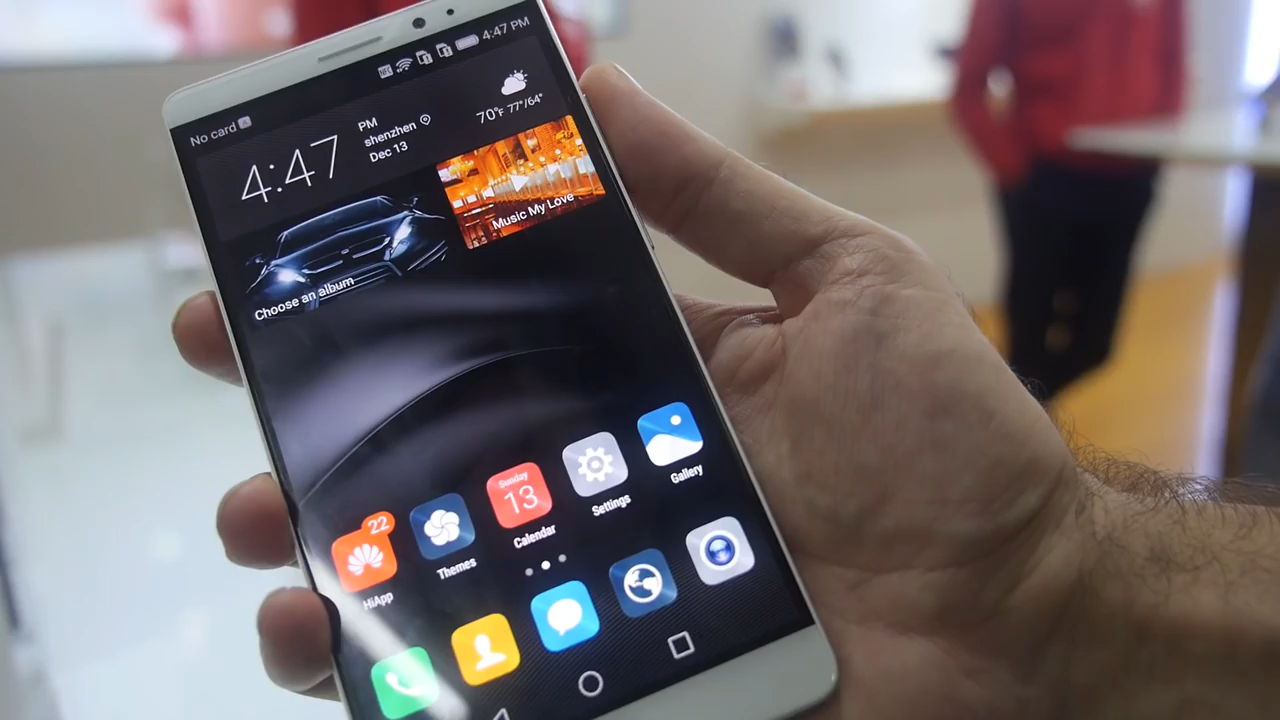 No card
4:47 PM
4:47
PM
shenzhen
Dec 13
70°F 77°/64°
Choose an album
Music My Love
22
HiApp
Themes
Sunday
13
Calendar
Settings
Gallery